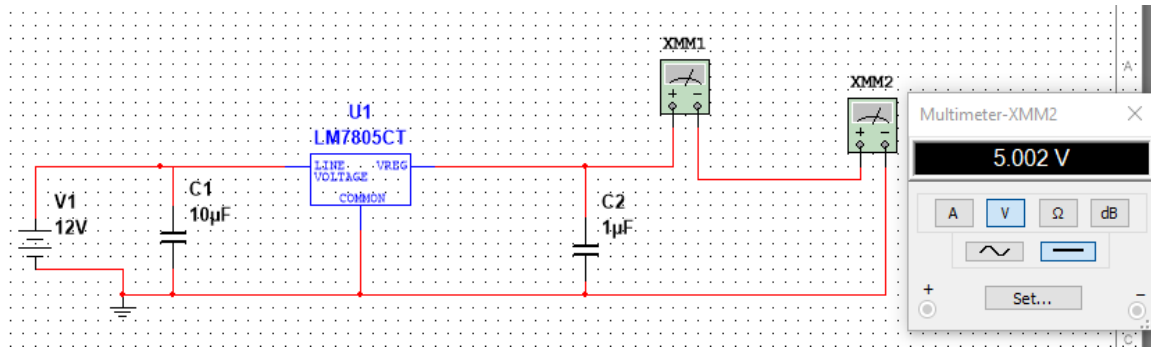 XMM1
XMM2
A
Multimeter-XMM2
5.002 V
A V Ω dB
+ −
Set...
U1
LM7805CT
LINE VREG
VOLTAGE
COMMON
V1
12V
C1
10µF
C2
1µF
+ −
+ −
C